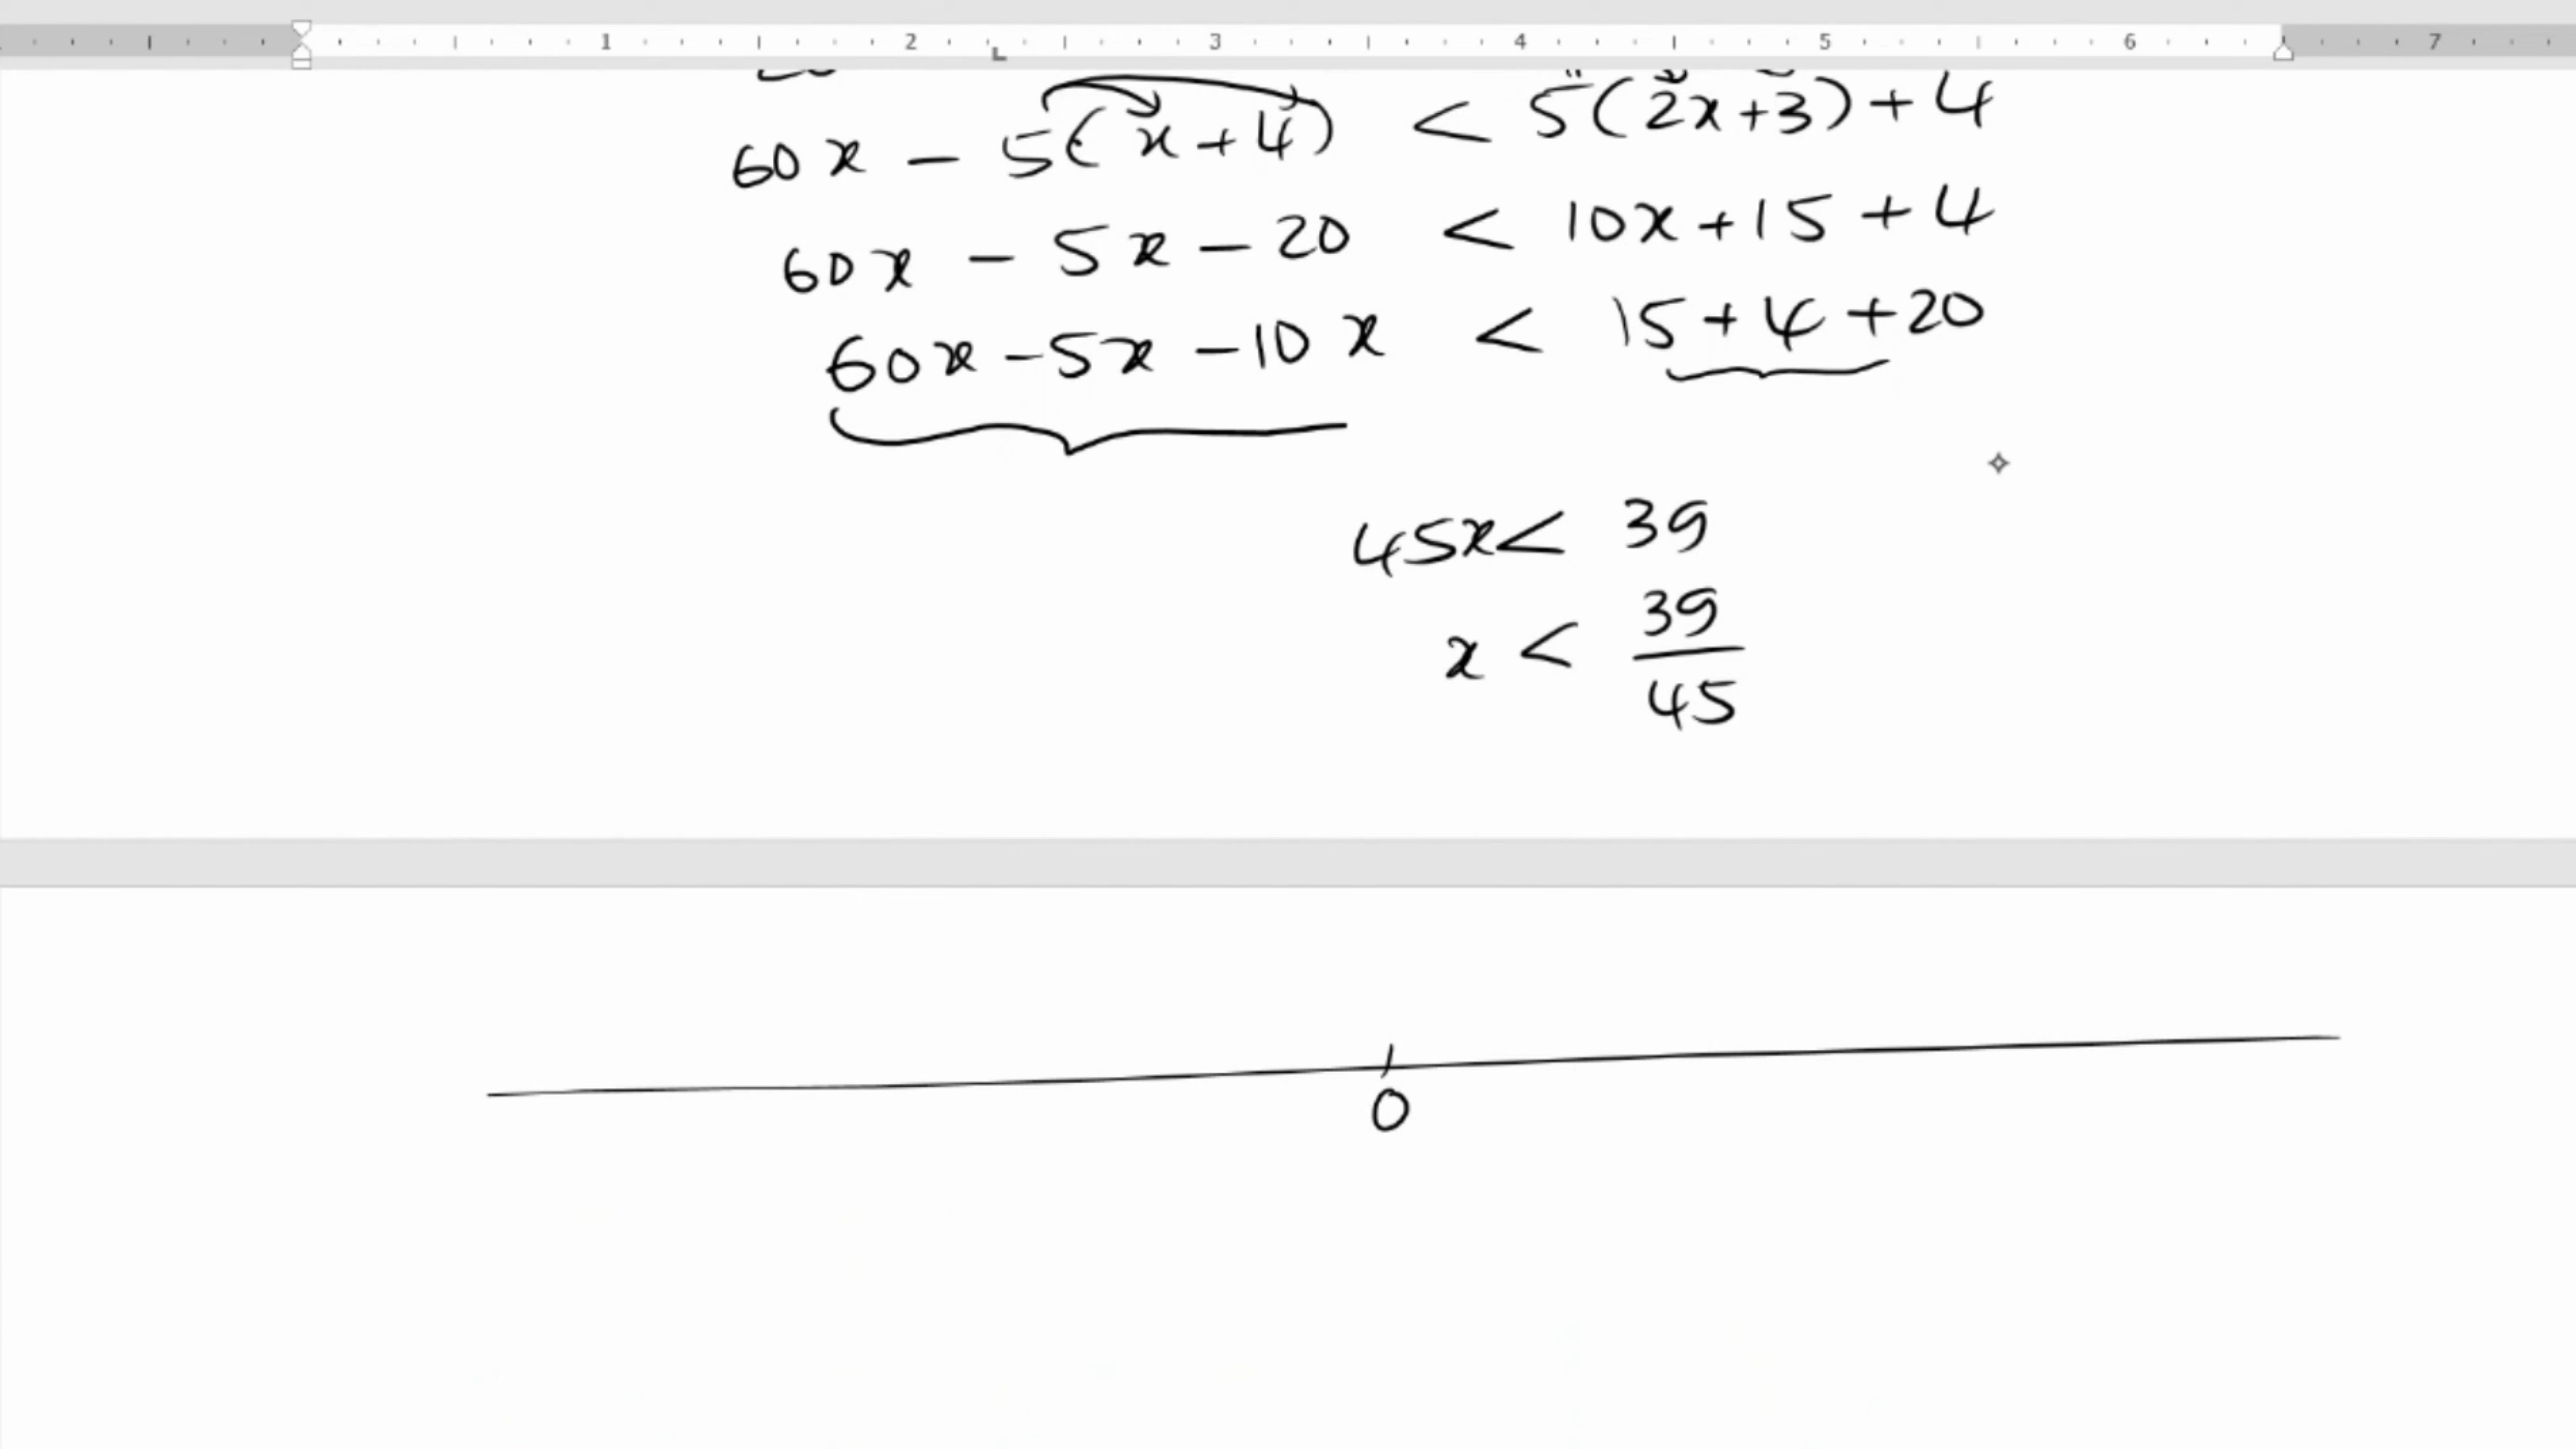 1 2 3 4 5 6 7
60x - 5(x+4) < 5(2x+3)+4
60x - 5x - 20 < 10x+15+4
60x - 5x - 10x < 15+4+20
45x < 39
x < 39/45
0